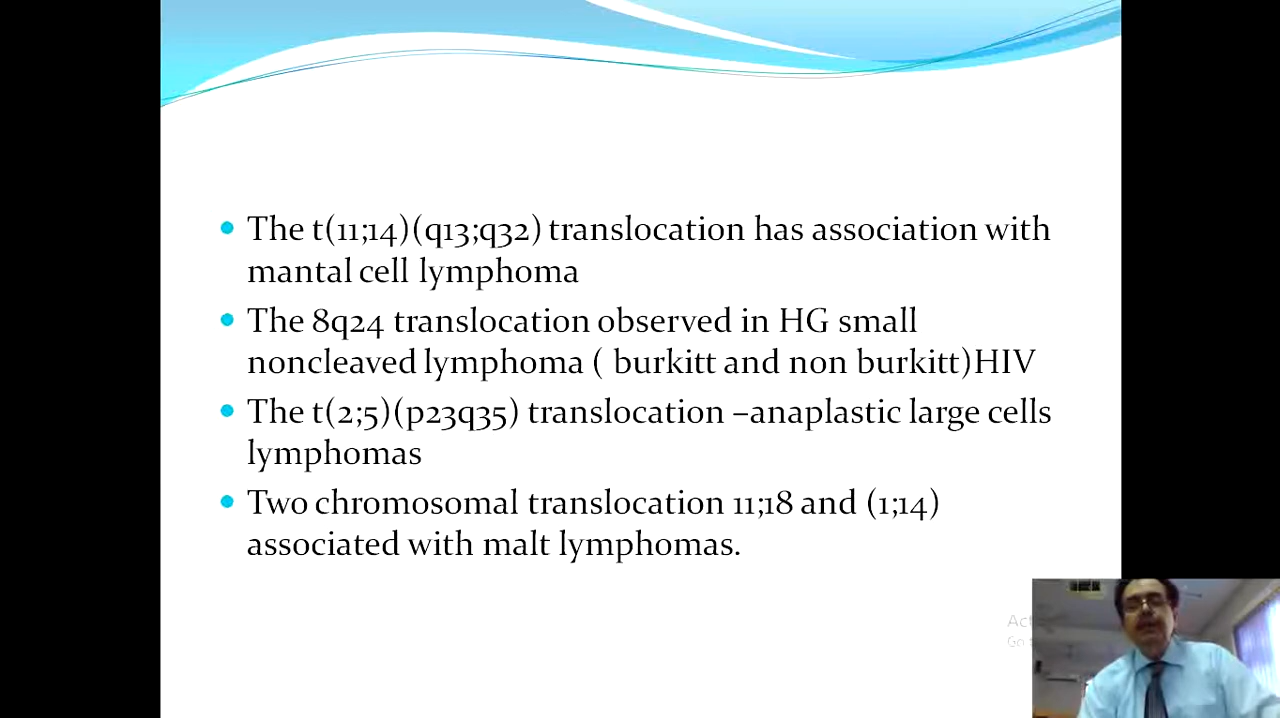 The t(11;14)(q13;q32) translocation has association with
mantal cell lymphoma
The 8q24 translocation observed in HG small
noncleaved lymphoma ( burkitt and non burkitt)HIV
The t(2;5)(p23q35) translocation –anaplastic large cells
lymphomas
Two chromosomal translocation 11;18 and (1;14)
associated with malt lymphomas.